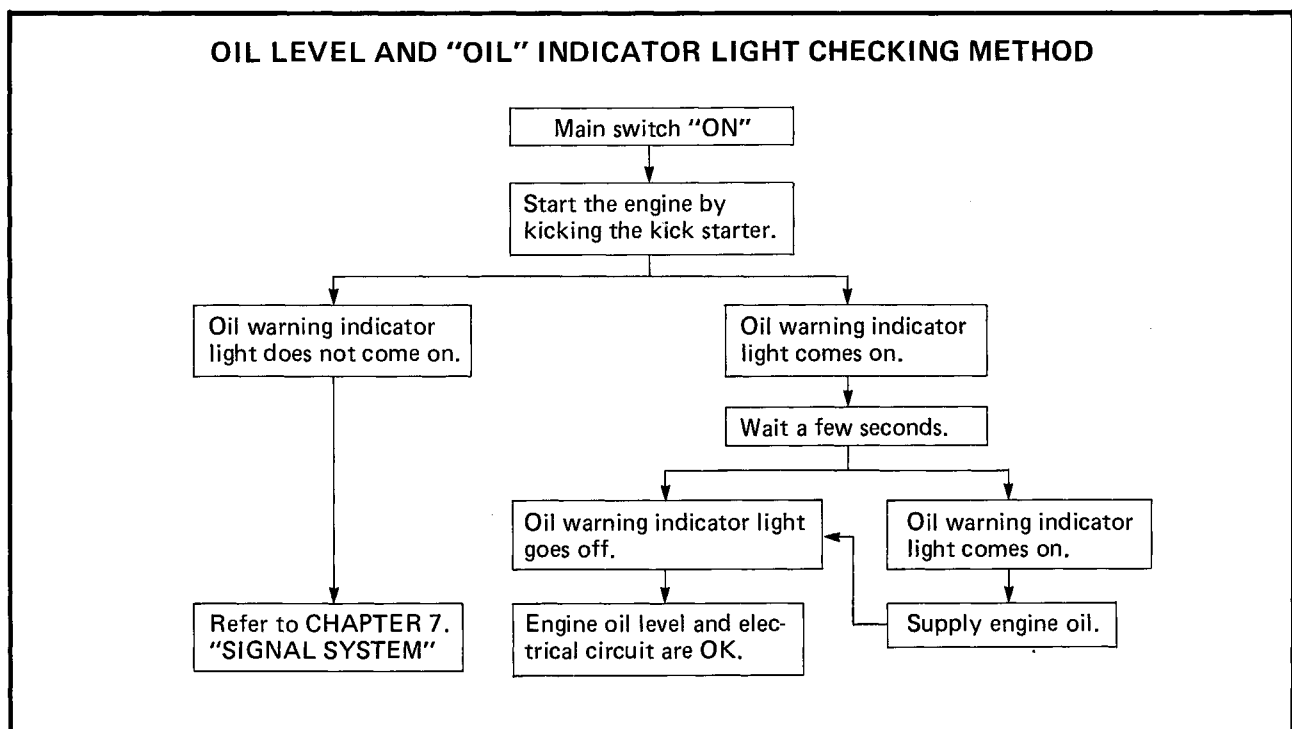 OIL LEVEL AND "OIL" INDICATOR LIGHT CHECKING METHOD
Main switch "ON"
Start the engine by
kicking the kick starter.
Oil warning indicator
light does not come on.
Oil warning indicator
light comes on.
Wait a few seconds.
Oil warning indicator light
goes off.
Oil warning indicator
light comes on.
Refer to CHAPTER 7.
"SIGNAL SYSTEM"
Engine oil level and elec-
trical circuit are OK.
Supply engine oil.